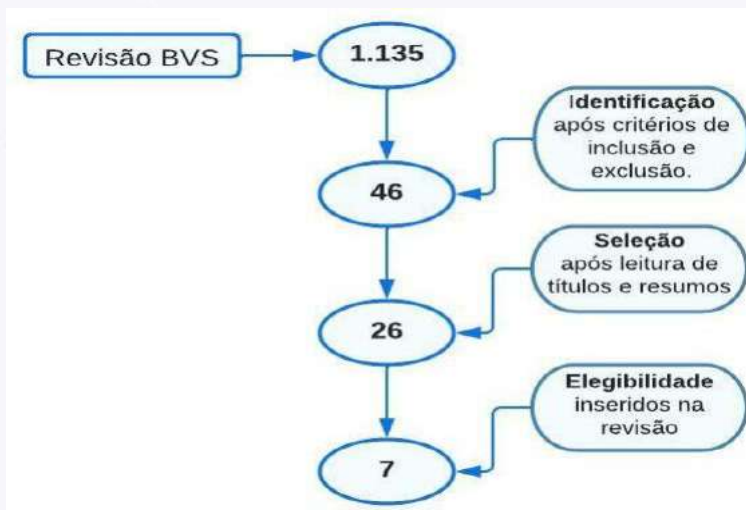 Revisão BVS
1.135
Identificação
após critérios de
inclusão e
exclusão.
46
Seleção
após leitura de
títulos e resumos
26
Elegibilidade
inseridos na
revisão
7